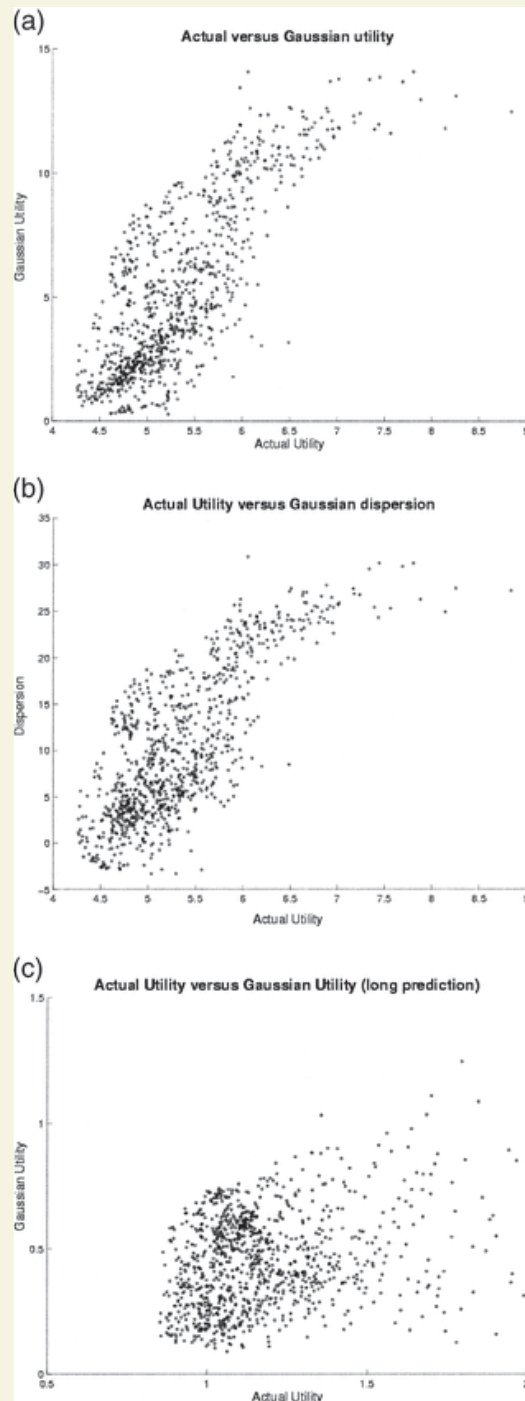 (a)
Actual versus Gaussian utility
15
10
5
0
Gaussian Utility
4 4.5 5 5.5 6 6.5 7 7.5 8 8.5 9
Actual Utility
(b)
Actual Utility versus Gaussian dispersion
35
30
25
20
15
10
5
0
-5
Dispersion
4 4.5 5 5.5 6 6.5 7 7.5 8 8.5 9
Actual Utility
(c)
Actual Utility versus Gaussian Utility (long prediction)
1.5
1
0.5
0
Gaussian Utility
0.5 1 1.5 2
Actual Utility